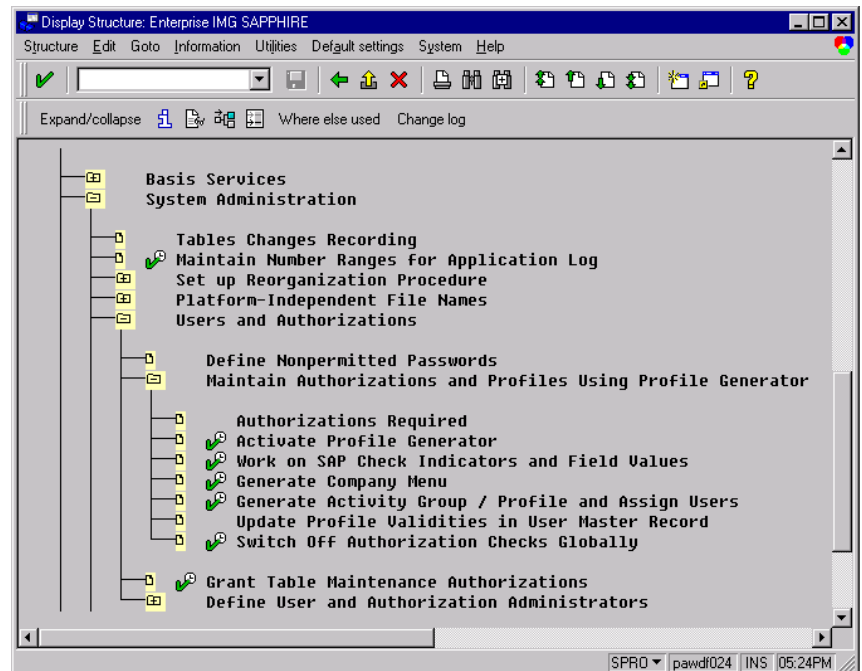 Display Structure: Enterprise IMG SAPPHIRE
Structure Edit Goto Information Utilities Default settings System Help
Expand/collapse Where else used Change log
Basis Services
System Administration
Tables Changes Recording
Maintain Number Ranges for Application Log
Set up Reorganization Procedure
Platform-Independent File Names
Users and Authorizations
Define Nonpermitted Passwords
Maintain Authorizations and Profiles Using Profile Generator
Authorizations Required
Activate Profile Generator
Work on SAP Check Indicators and Field Values
Generate Company Menu
Generate Activity Group / Profile and Assign Users
Update Profile Validities in User Master Record
Switch Off Authorization Checks Globally
Grant Table Maintenance Authorizations
Define User and Authorization Administrators
SPRO pawdf024 INS 05:24PM